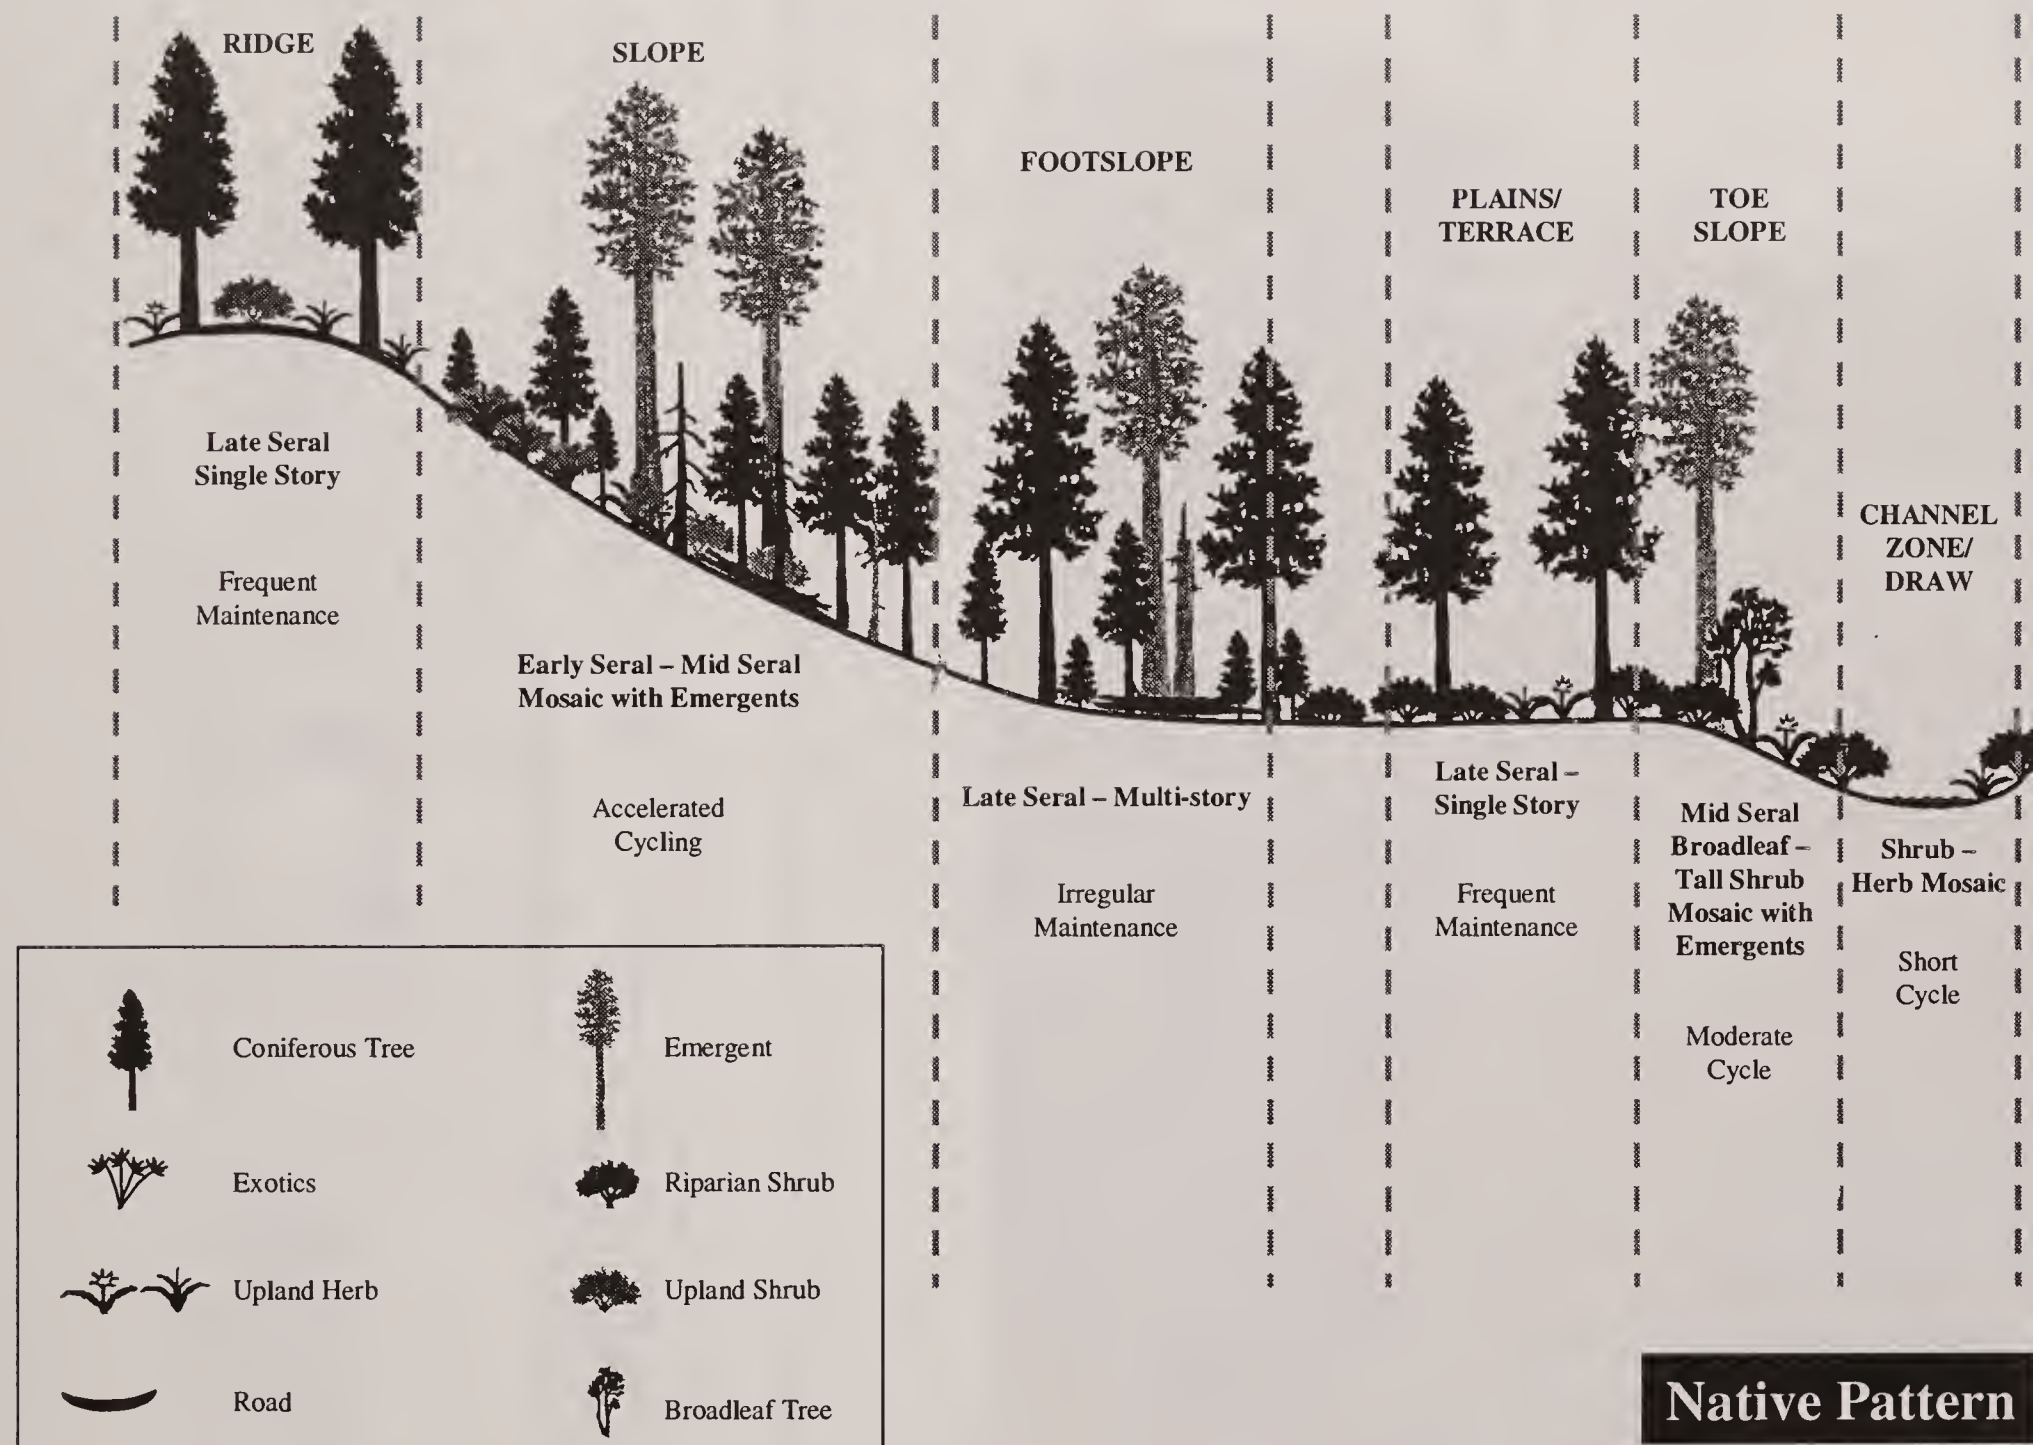 RIDGE
SLOPE
FOOTSLOPE
PLAINS/
TERRACE
TOE
SLOPE
CHANNEL
ZONE/
DRAW
Late Seral
Single Story
Frequent
Maintenance
Early Seral – Mid Seral
Mosaic with Emergents
Accelerated
Cycling
Late Seral – Multi-story
Irregular
Maintenance
Late Seral –
Single Story
Frequent
Maintenance
Mid Seral
Broadleaf –
Tall Shrub
Mosaic with
Emergents
Moderate
Cycle
Shrub –
Herb Mosaic
Short
Cycle
Coniferous Tree
Emergent
Exotics
Riparian Shrub
Upland Herb
Upland Shrub
Road
Broadleaf Tree
Native Pattern